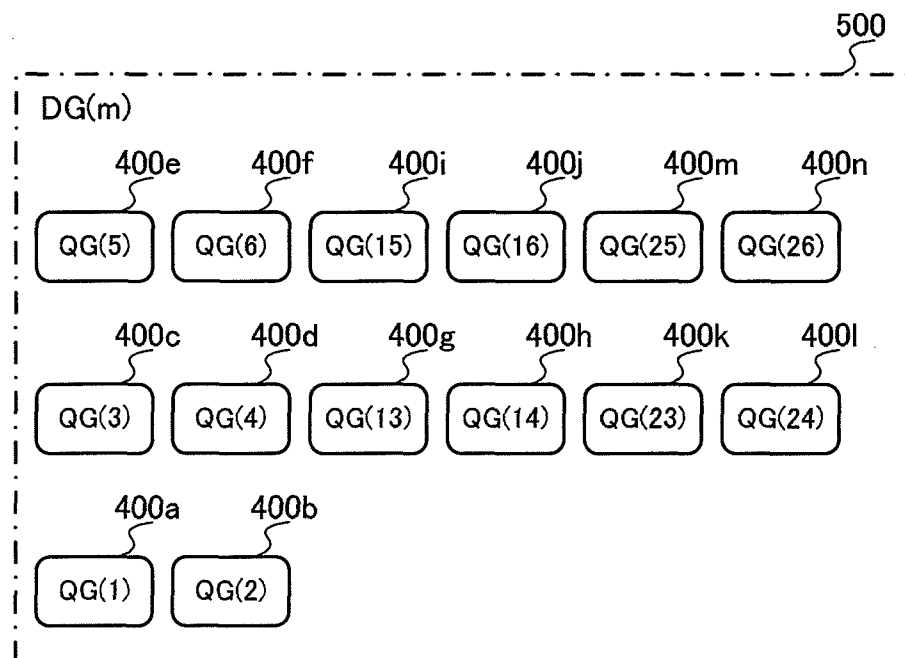 500
DG(m)
400e 400f 400i 400j 400m 400n
QG(5) QG(6) QG(15) QG(16) QG(25) QG(26)
400c 400d 400g 400h 400k 400l
QG(3) QG(4) QG(13) QG(14) QG(23) QG(24)
400a 400b
QG(1) QG(2)